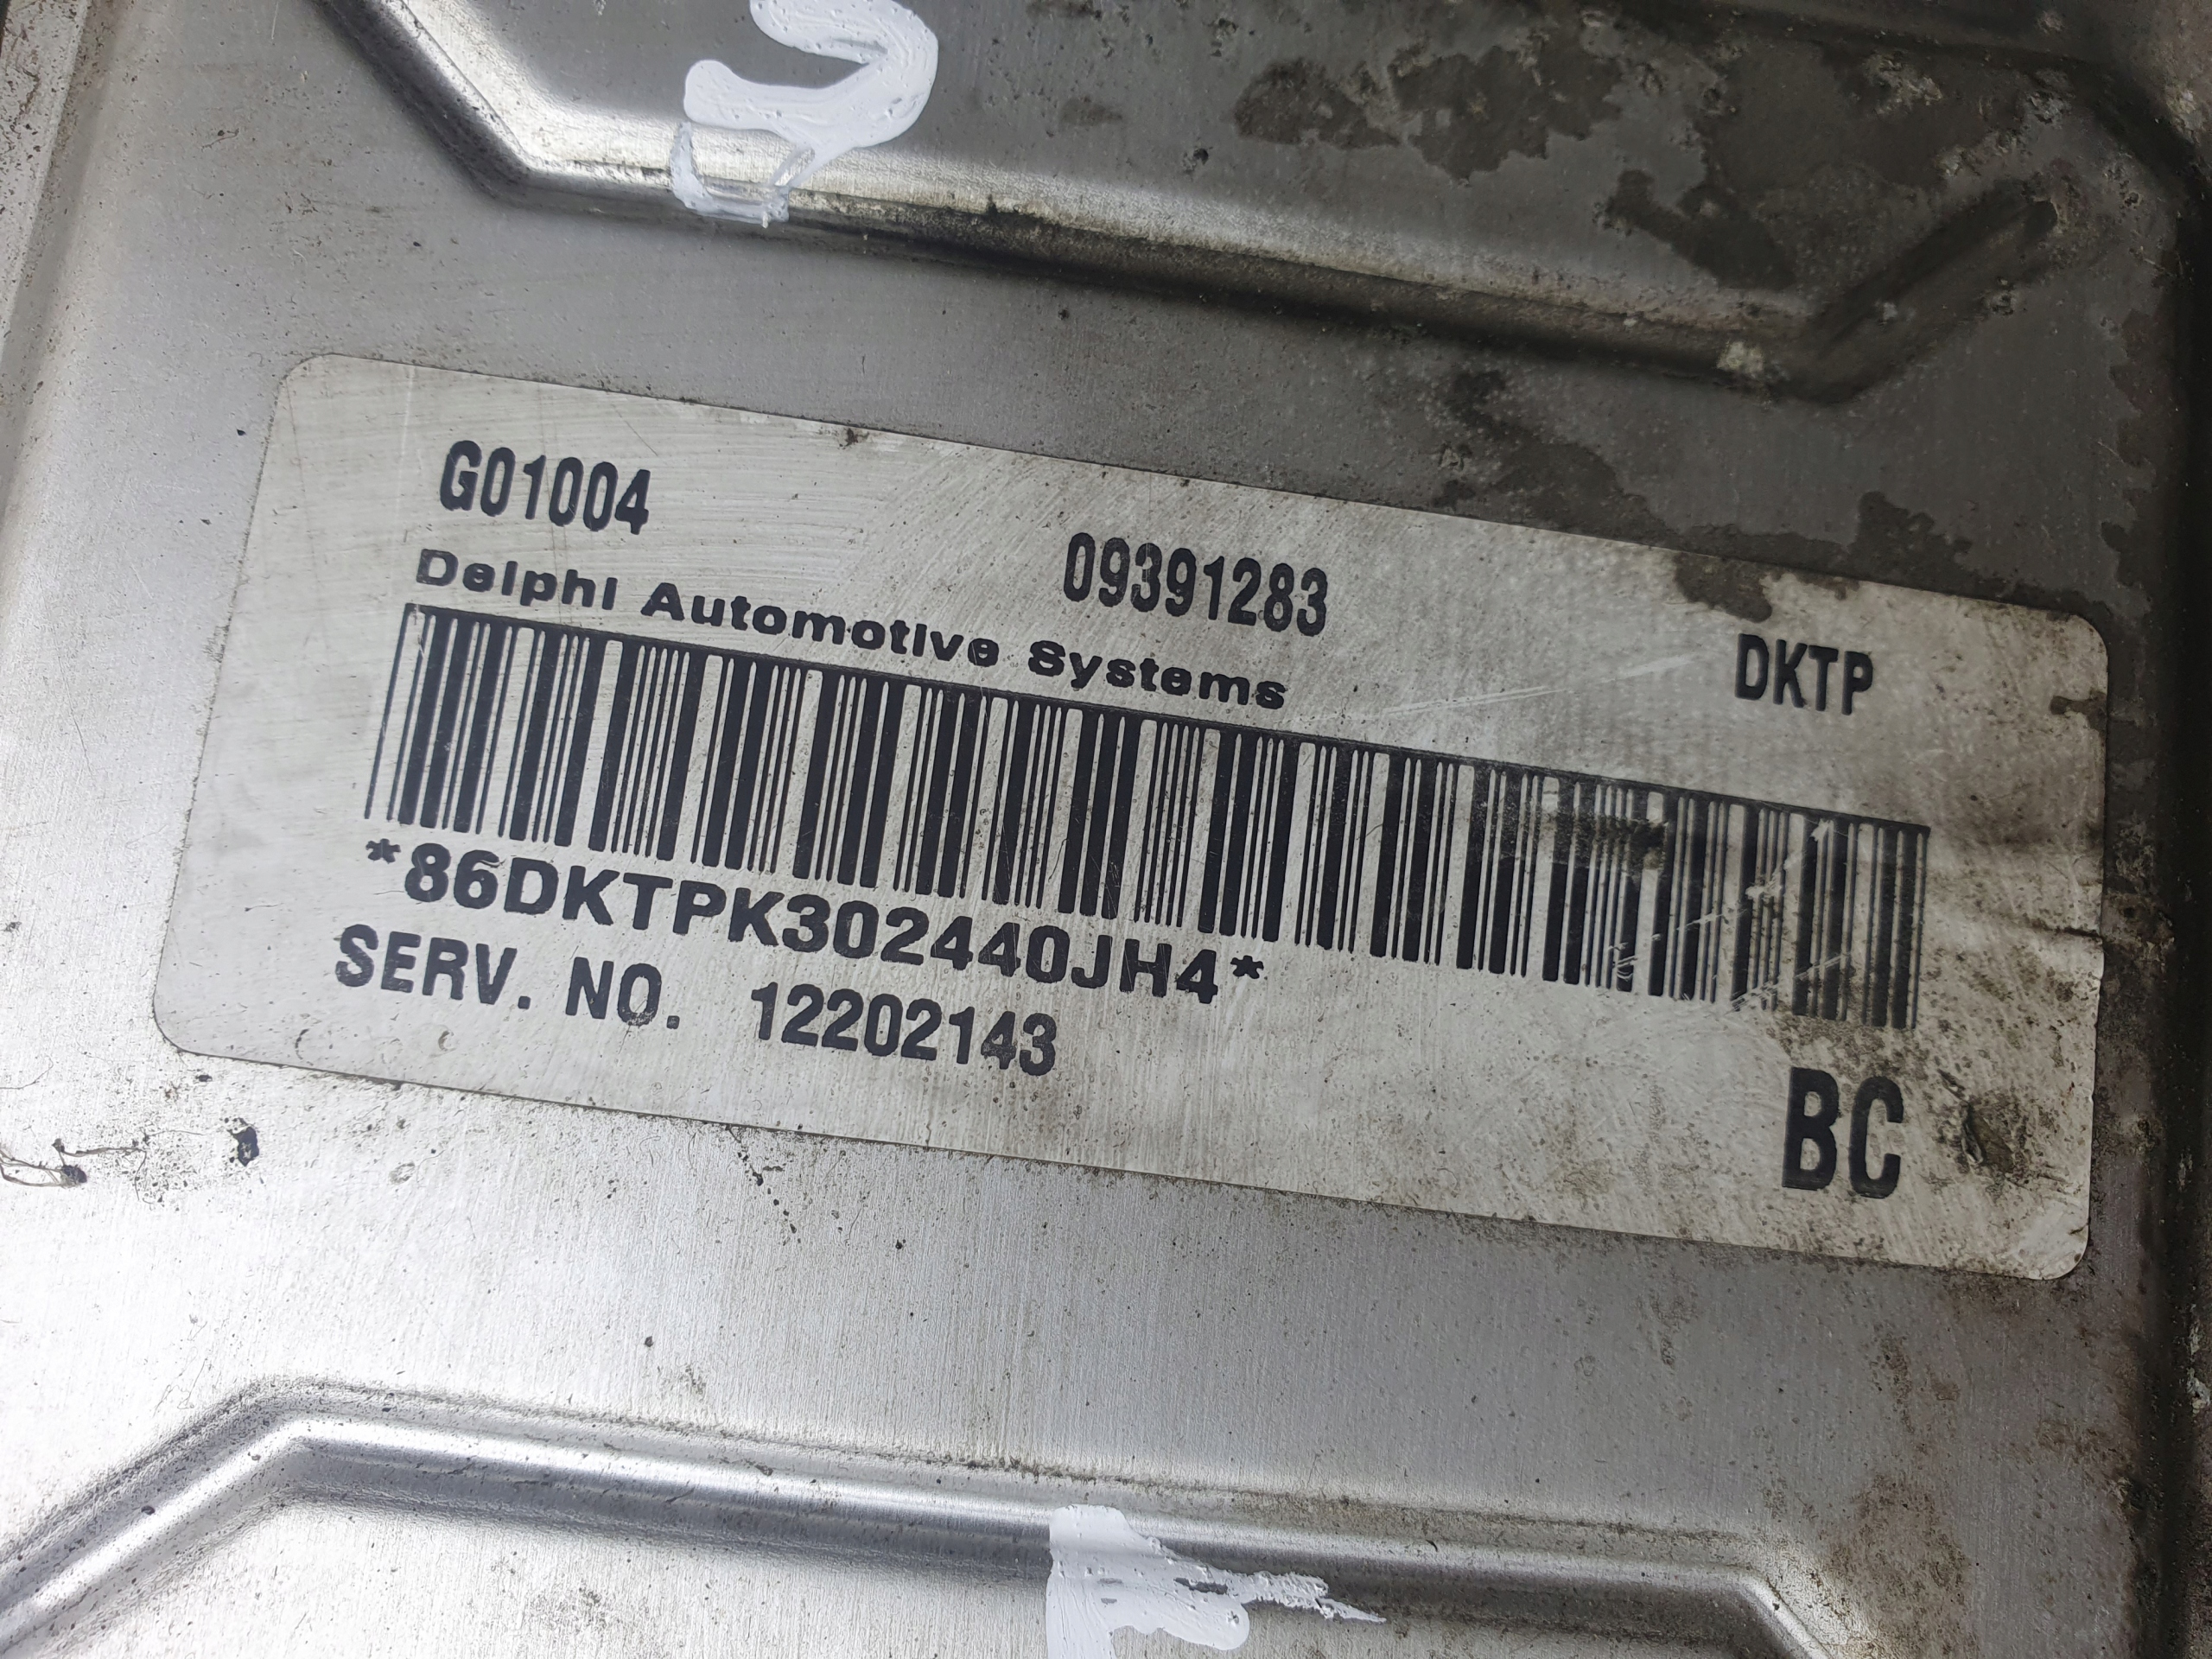 G01004 09391283 DKTP
Delphi Automotive Systems
*86DKTPK302440JH4*
SERV. NO. 12202143
BC